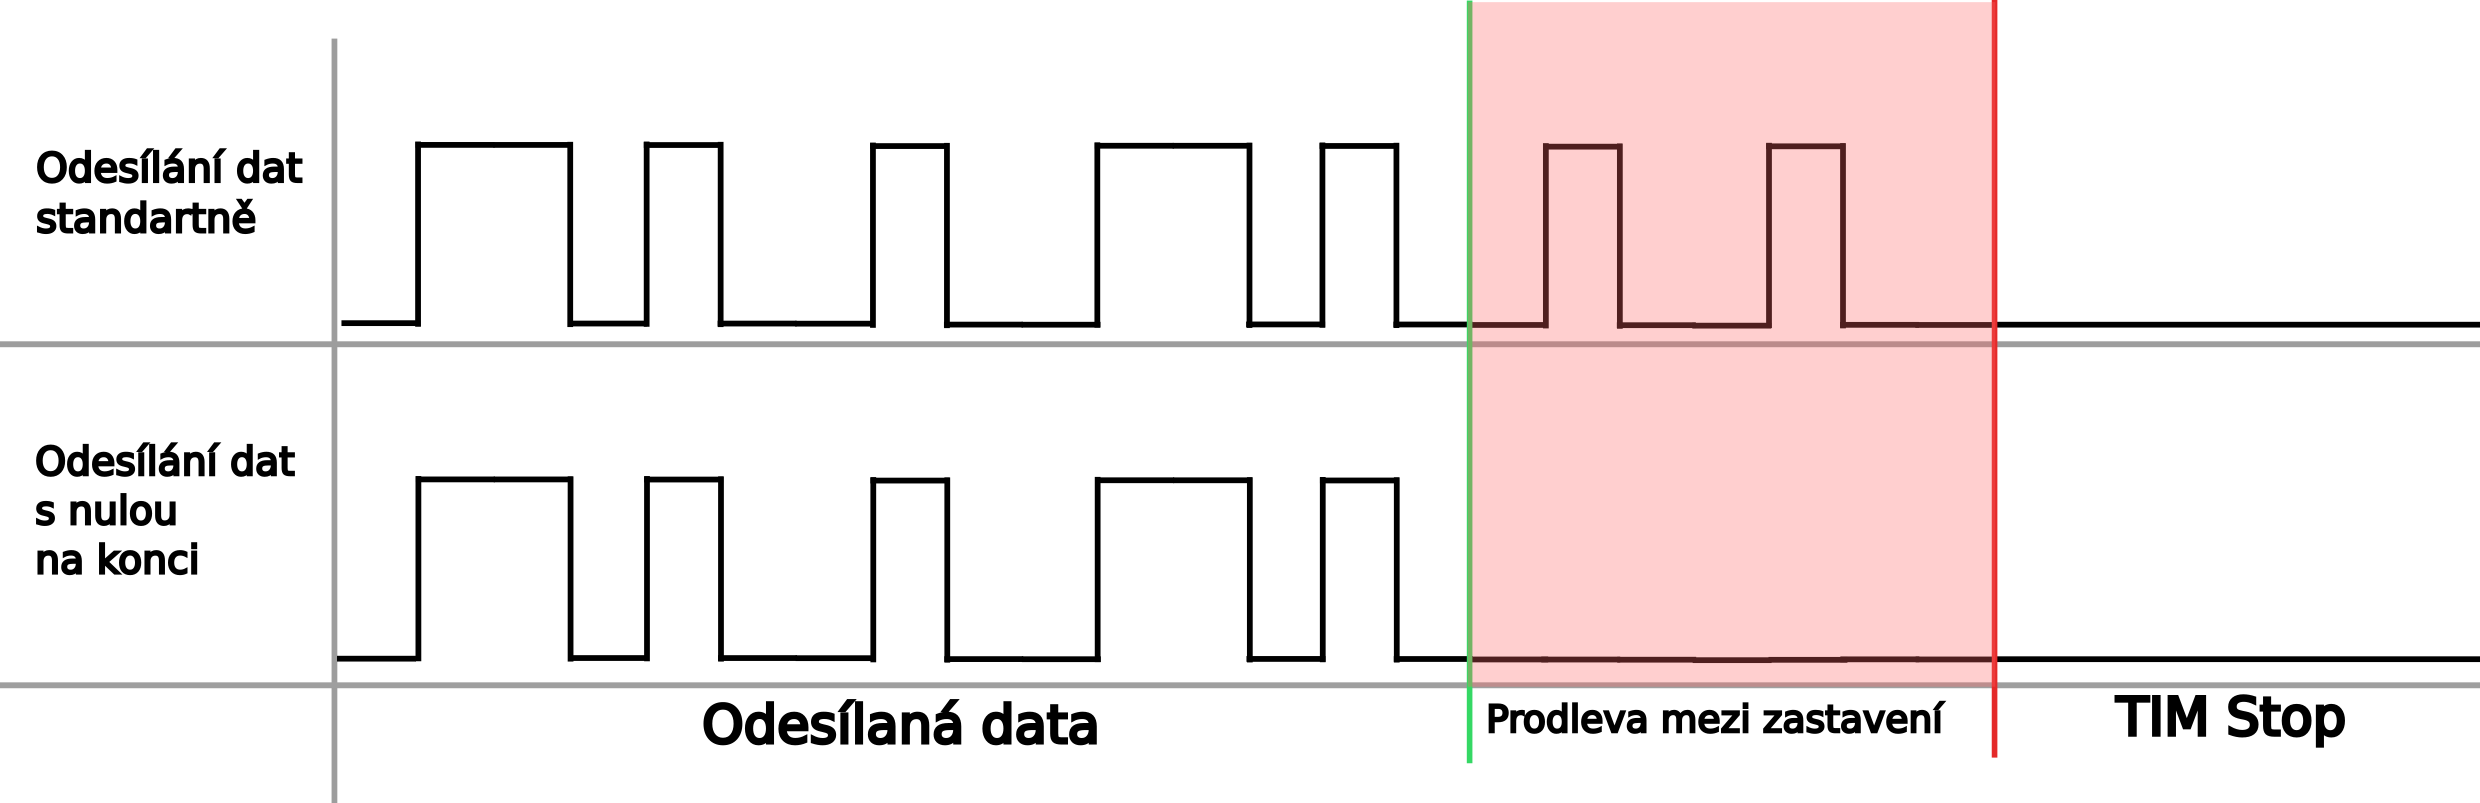 Odesílání dat
standartně
Odesílání dat
s nulou
na konci
Odesílaná data
Prodleva mezi zastavení
TIM Stop